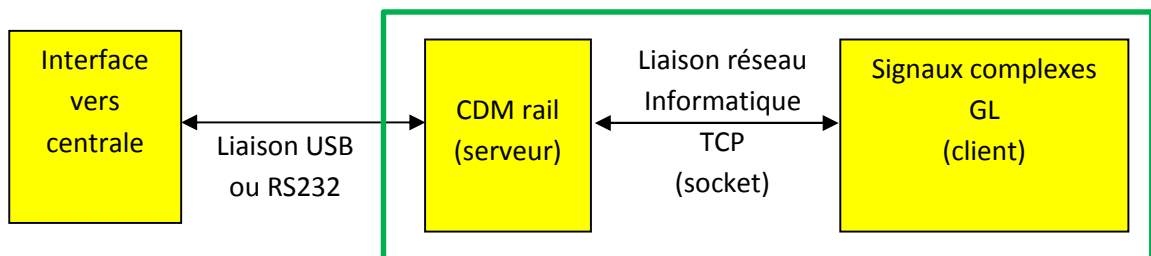 Interface
vers
centrale
Liaison USB
ou RS232
CDM rail
(serveur)
Liaison réseau
Informatique
TCP
(socket)
Signaux complexes
GL
(client)